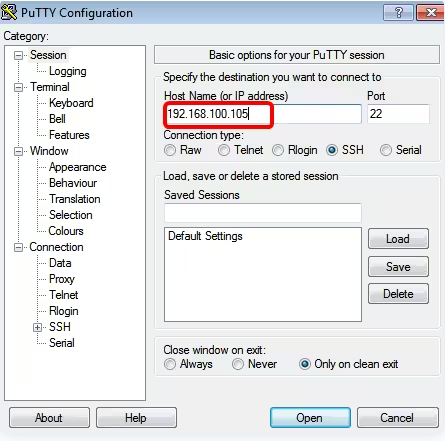 PuTTY Configuration
Category:
Session
Logging
Terminal
Keyboard
Bell
Features
Window
Appearance
Behaviour
Translation
Selection
Colours
Connection
Data
Proxy
Telnet
Rlogin
SSH
Serial
Basic options for your PuTTY session
Specify the destination you want to connect to
Host Name (or IP address) Port
192.168.100.105 22
Connection type:
Raw Telnet Rlogin SSH Serial
Load, save or delete a stored session
Saved Sessions
Default Settings
Load
Save
Delete
Close window on exit:
Always Never Only on clean exit
About Help Open Cancel